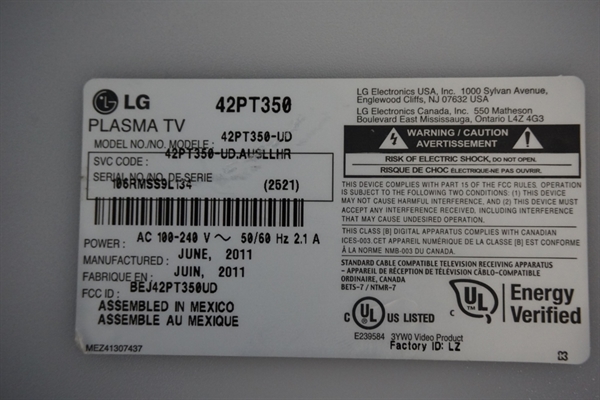 LG 42PT350
PLASMA TV
MODEL NO./NO. MODELE : 42PT350-UD
SVC CODE : 42PT350-UD.AUSLLHR
SERIAL NO./NO. DE SERIE
106RMSS9L134 (2521)
POWER : AC 100-240 V ~ 50/60 Hz 2.1 A
MANUFACTURED : JUNE, 2011
FABRIQUE EN : JUIN, 2011
FCC ID : BEJ42PT350UD
ASSEMBLED IN MEXICO
ASSEMBLE AU MEXIQUE
MEZ41307437
LG Electronics USA, Inc. 1000 Sylvan Avenue,
Englewood Cliffs, NJ 07632 USA
LG Electronics Canada, Inc. 550 Matheson
Boulevard East Mississauga, Ontario L4Z 4G3
WARNING / CAUTION
AVERTISSEMENT
RISK OF ELECTRIC SHOCK, DO NOT OPEN.
RISQUE DE CHOC ÉLECTRIQUE-NE PAS OUVRIR.
THIS DEVICE COMPLIES WITH PART 15 OF THE FCC RULES. OPERATION
IS SUBJECT TO THE FOLLOWING TWO CONDITIONS: (1) THIS DEVICE
MAY NOT CAUSE HARMFUL INTERFERENCE, AND (2) THIS DEVICE
MUST ACCEPT ANY INTERFERENCE RECEIVED, INCLUDING
INTERFERENCE THAT MAY CAUSE UNDESIRED OPERATION.
THIS CLASS [B] DIGITAL APPARATUS COMPLIES WITH CANADIAN
ICES-003.CET APPAREIL NUMÉRIQUE DE LA CLASSE [B] EST CONFORME
À LA NORME NMB-003 DU CANADA.
STANDARD CABLE COMPATIBLE TELEVISION RECEIVING APPARATUS -
APPAREIL DE RÉCEPTION DE TÉLÉVISION CÂBLO-COMPATIBLE
ORDINAIRE, CANADA
BETS-7 / NTMR-7
C UL US LISTED
E239584 3YW0 Video Product
Factory ID: LZ
C UL Energy
Verified